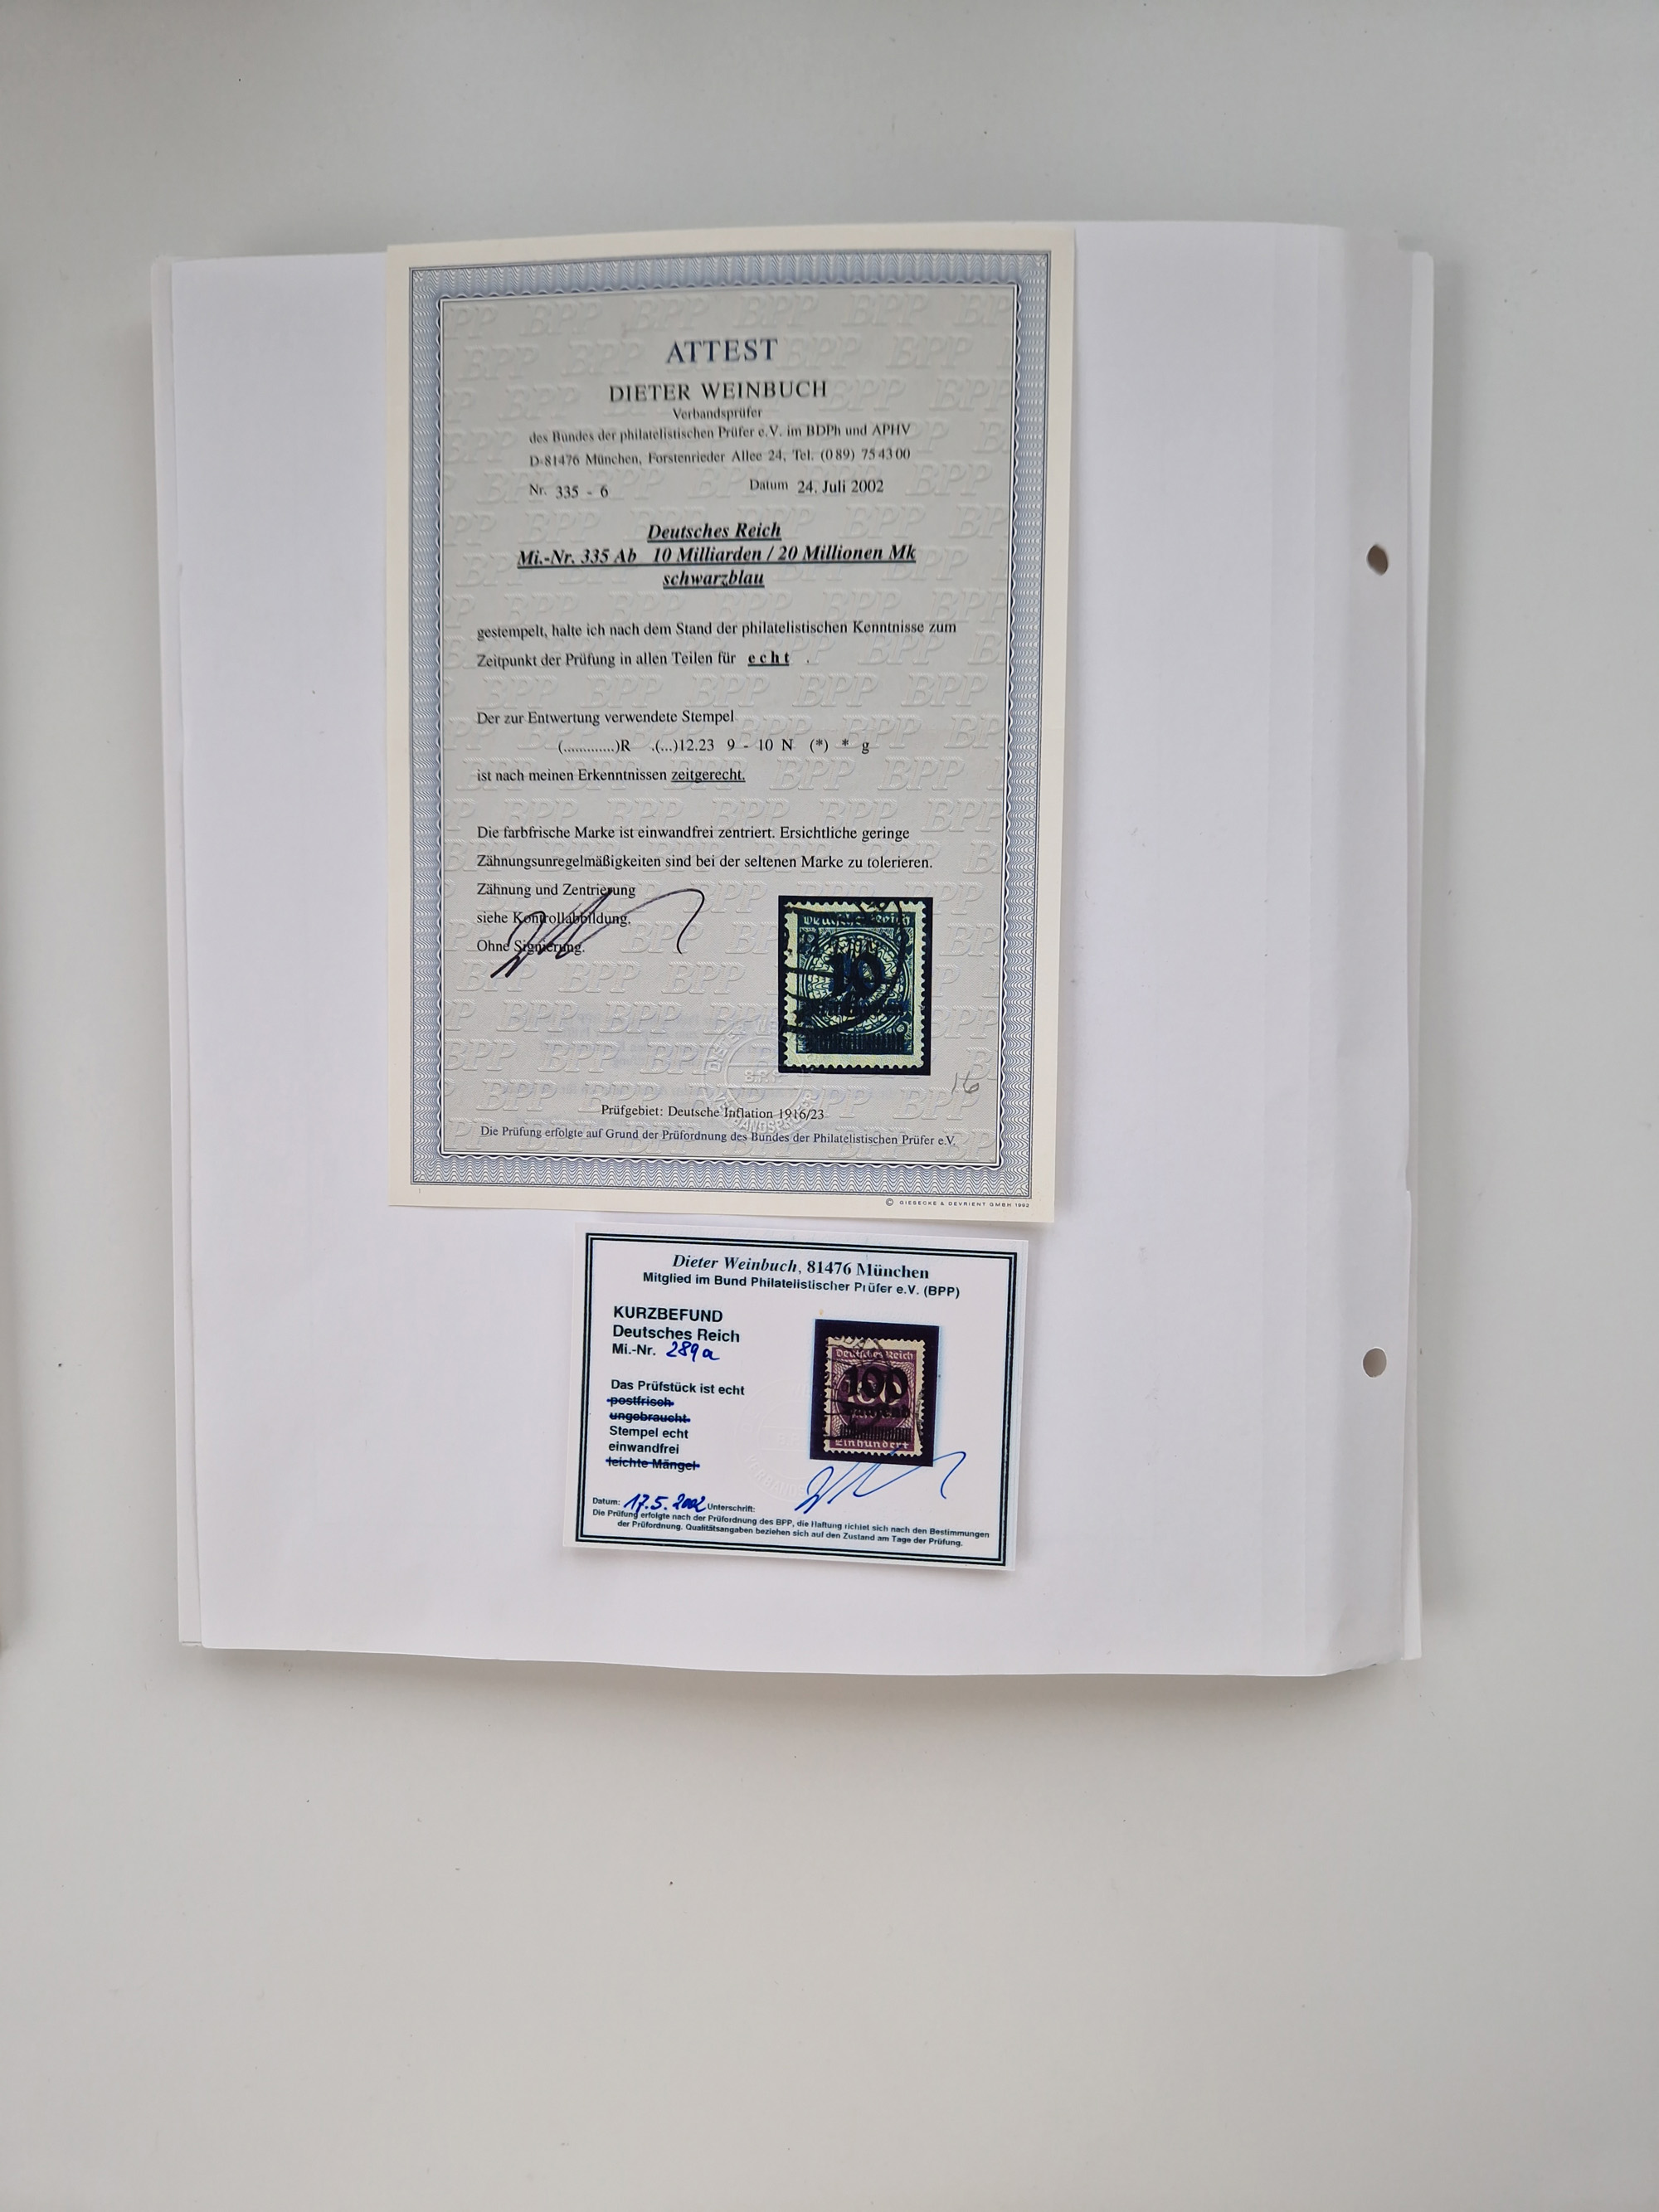 ATTEST
DIETER WEINBUCH
Verbandsprüfer
des Bundes der philatelistischen Prüfer e.V. im BDPh und APHV
D-81476 München, Forstenrieder Allee 24, Tel. (089) 754300
Nr. 335 - 6 Datum 24. Juli 2002
Deutsches Reich
Mi.-Nr. 335 Ab 10 Milliarden / 20 Millionen Mk
schwarzblau
gestempelt, halte ich nach dem Stand der philatelistischen Kenntnisse zum
Zeitpunkt der Prüfung in allen Teilen für echt .
Der zur Entwertung verwendete Stempel
(.............)R .(...)12.23 9 - 10 N (*) * g
ist nach meinen Erkenntnissen zeitgerecht.
Die farbfrische Marke ist einwandfrei zentriert. Ersichtliche geringe
Zähnungsunregelmäßigkeiten sind bei der seltenen Marke zu tolerieren.
Zähnung und Zentrierung
siehe Kontrollabbildung.
Ohne Signierung.
Deutsches Reich
10
16
Prüfgebiet: Deutsche Inflation 1916/23
Die Prüfung erfolgte auf Grund der Prüfordnung des Bundes der Philatelistischen Prüfer e.V.
© GIESECKE & DEVRIENT GMBH 1992
Dieter Weinbuch, 81476 München
Mitglied im Bund Philatelistischer Prüfer e.V. (BPP)
KURZBEFUND
Deutsches Reich
Mi.-Nr. 289a
Das Prüfstück ist echt
postfrisch
ungebraucht
Stempel echt
einwandfrei
leichte Mängel
Deutsches Reich
100
Tausend
Einhundert
Datum: 17.5.2002 Unterschrift:
Die Prüfung erfolgte nach der Prüfordnung des BPP, die Haftung richtet sich nach den Bestimmungen
der Prüfordnung. Qualitätsangaben beziehen sich auf den Zustand am Tage der Prüfung.